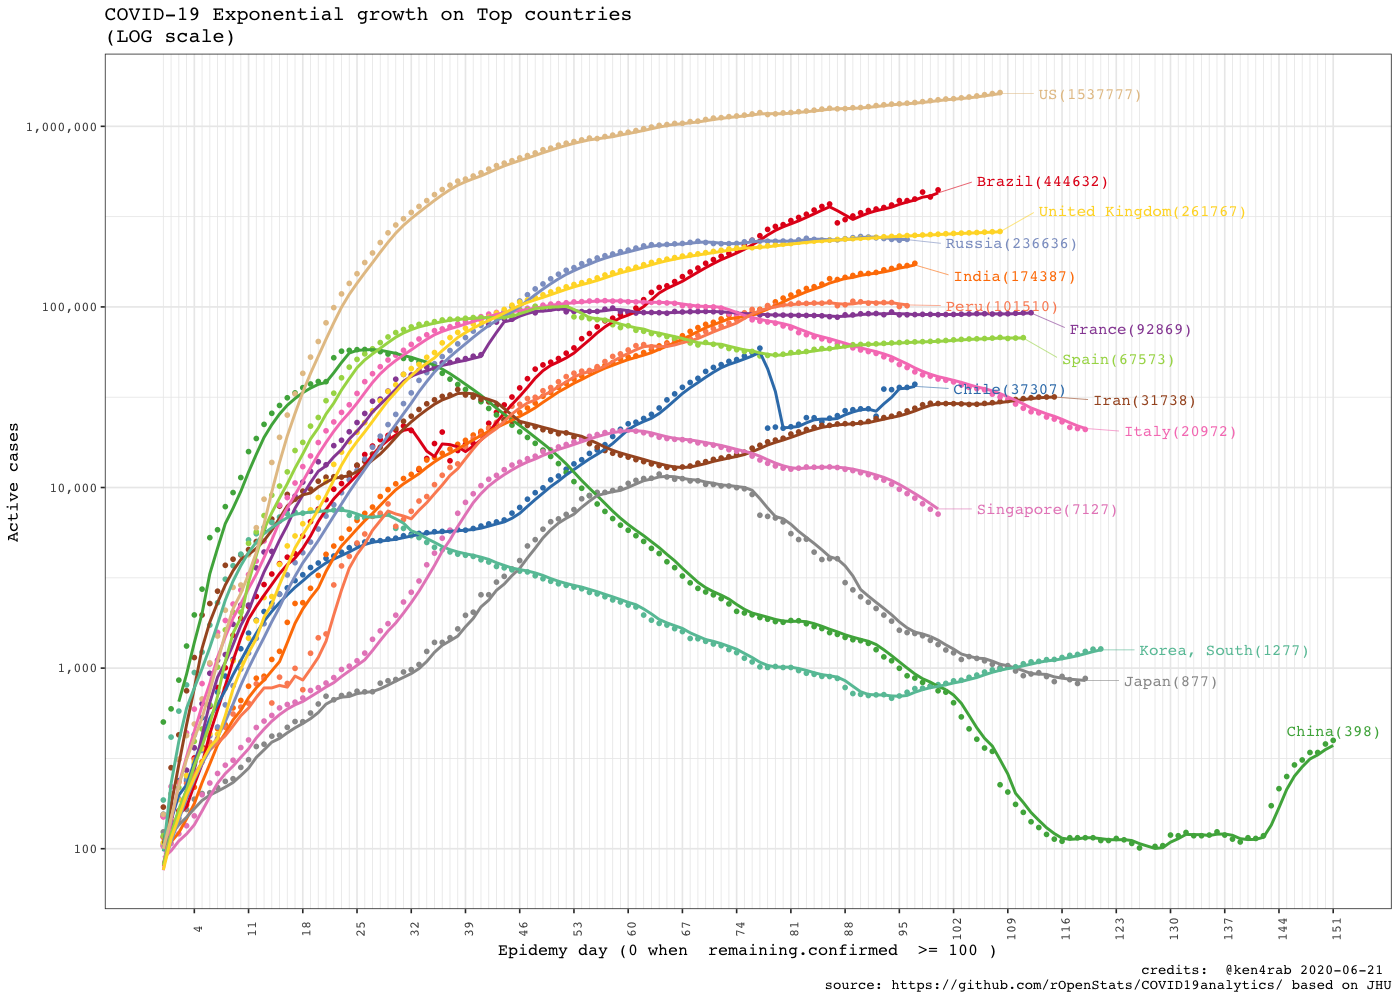 COVID-19 Exponential growth on Top countries
(LOG scale)
Active cases
1,000,000
100,000
10,000
1,000
100
US(1537777)
Brazil(444632)
United Kingdom(261767)
Russia(236636)
India(174387)
Peru(101510)
France(92869)
Spain(67573)
Chile(37307)
Iran(31738)
Italy(20972)
Singapore(7127)
Korea, South(1277)
Japan(877)
China(398)
4 11 18 25 32 39 46 53 60 67 74 81 88 95 102 109 116 123 130 137 144 151
Epidemy day (0 when  remaining.confirmed  >= 100 )
credits:  @ken4rab 2020-06-21
source: https://github.com/rOpenStats/COVID19analytics/ based on JHU